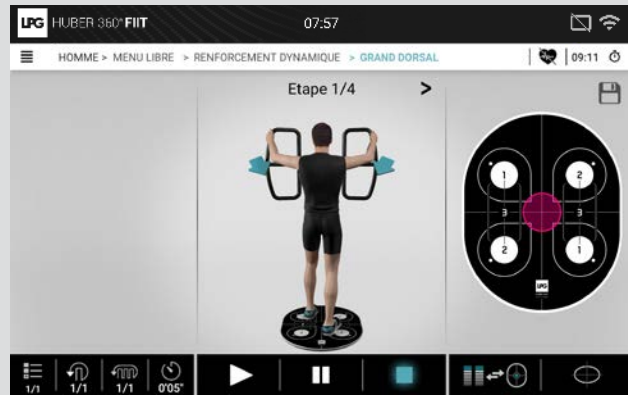 LPG HUBER 360° FIIT 07:57
HOMME > MENU LIBRE > RENFORCEMENT DYNAMIQUE > GRAND DORSAL 09:11
Etape 1/4 >
1 2
3 3
2 1
LPG
1/1 1/1 1/1 0'05"